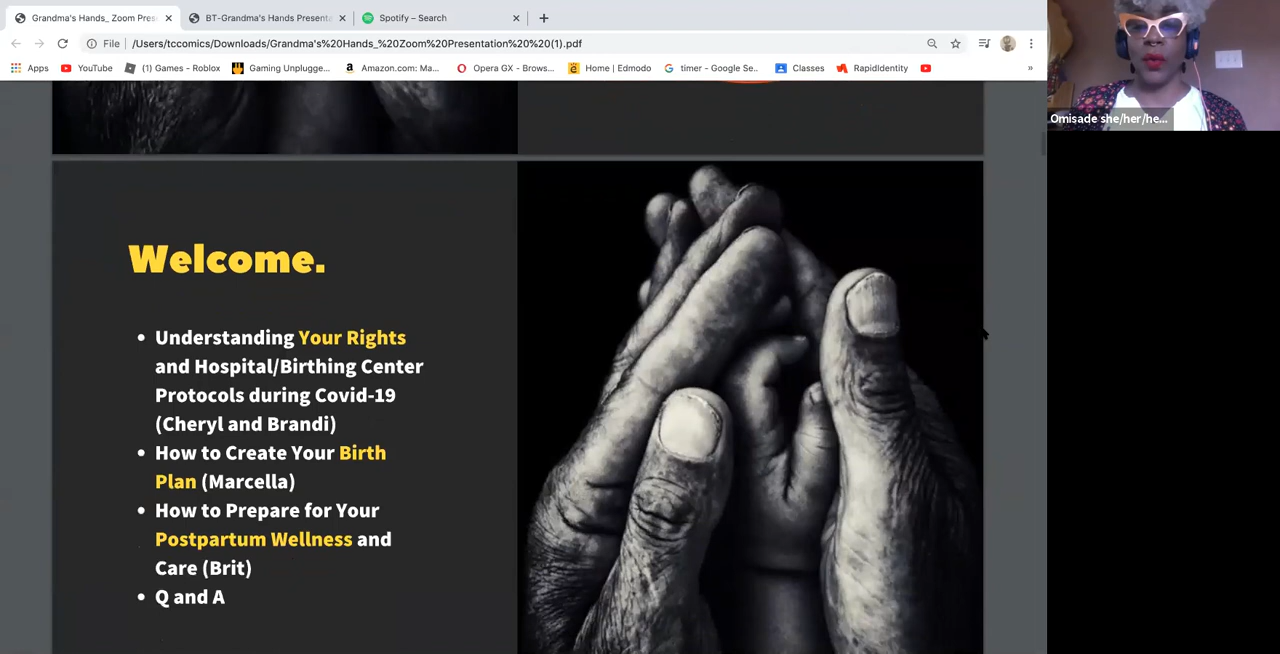 Grandma's Hands_ Zoom Pres
BT-Grandma's Hands Presenta
Spotify – Search
File
/Users/tccomics/Downloads/Grandma's%20Hands_%20Zoom%20Presentation%20%20(1).pdf
Apps
YouTube
(1) Games - Roblox
Gaming Unplugge...
Amazon.com: Ma...
Opera GX - Brows...
Home | Edmodo
timer - Google Se...
Classes
RapidIdentity
»
Omisade she/her/he...
Welcome.
• Understanding Your Rights
and Hospital/Birthing Center
Protocols during Covid-19
(Cheryl and Brandi)
• How to Create Your Birth
Plan (Marcella)
• How to Prepare for Your
Postpartum Wellness and
Care (Brit)
• Q and A